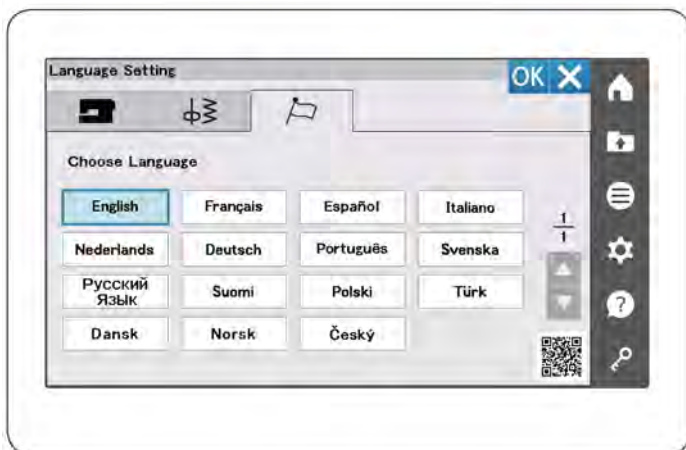 Language Setting
OK
Choose Language
English Français Español Italiano
1
1
Nederlands Deutsch Português Svenska
Русский
Язык
Suomi Polski Türk
?
Dansk Norsk Český